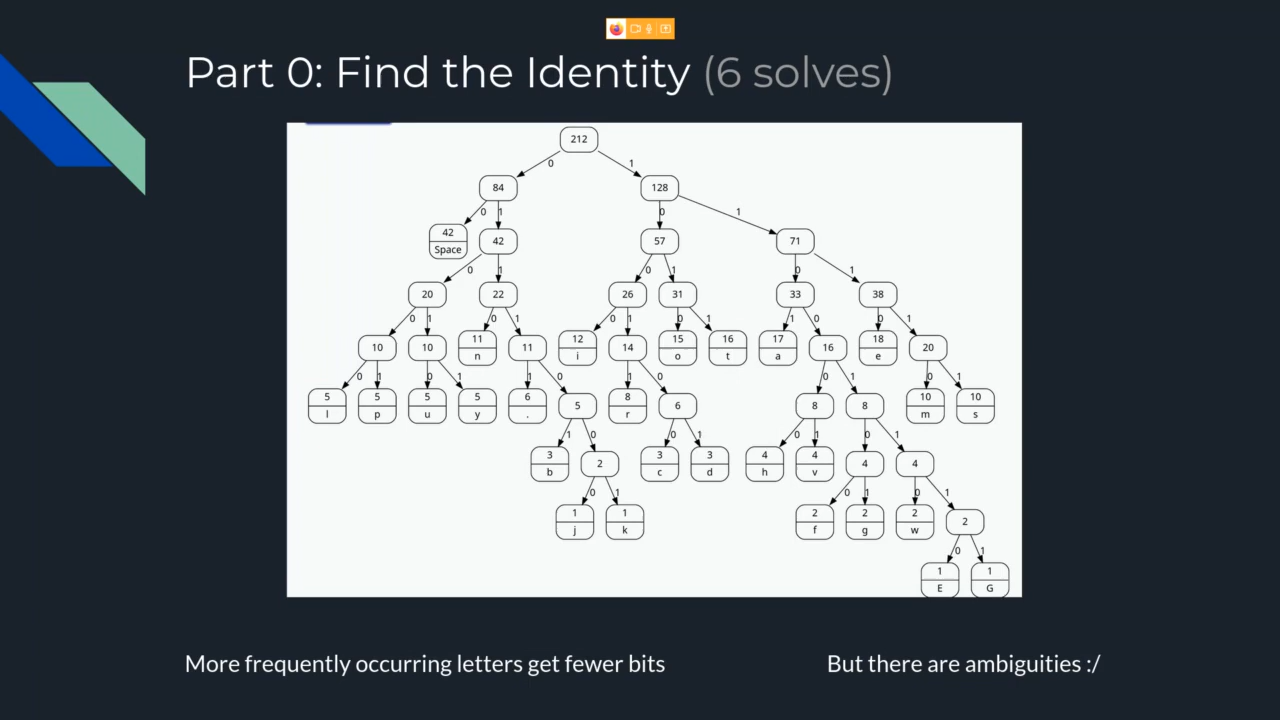 Part 0: Find the Identity (6 solves)
212
0 1
84 128
0 1 0 1
42 Space 42 57 71
0 1 0 1 0 1
20 22 26 31 33 38
0 1 0 1 0 1 0 1 1 0 0 1
10 10 11 n 11 12 i 14 15 o 16 t 17 a 16 18 e 20
0 1 0 1 1 0 1 0 0 1 0 1
5 l 5 p 5 u 5 y 6 . 5 8 r 6 8 8 10 m 10 s
1 0 0 1 0 1 0 1
3 b 2 3 c 3 d 4 h 4 v 4 4
0 1 0 1 0 1
1 j 1 k 2 f 2 g 2 w 2
0 1
1 E 1 G
More frequently occurring letters get fewer bits
But there are ambiguities :/